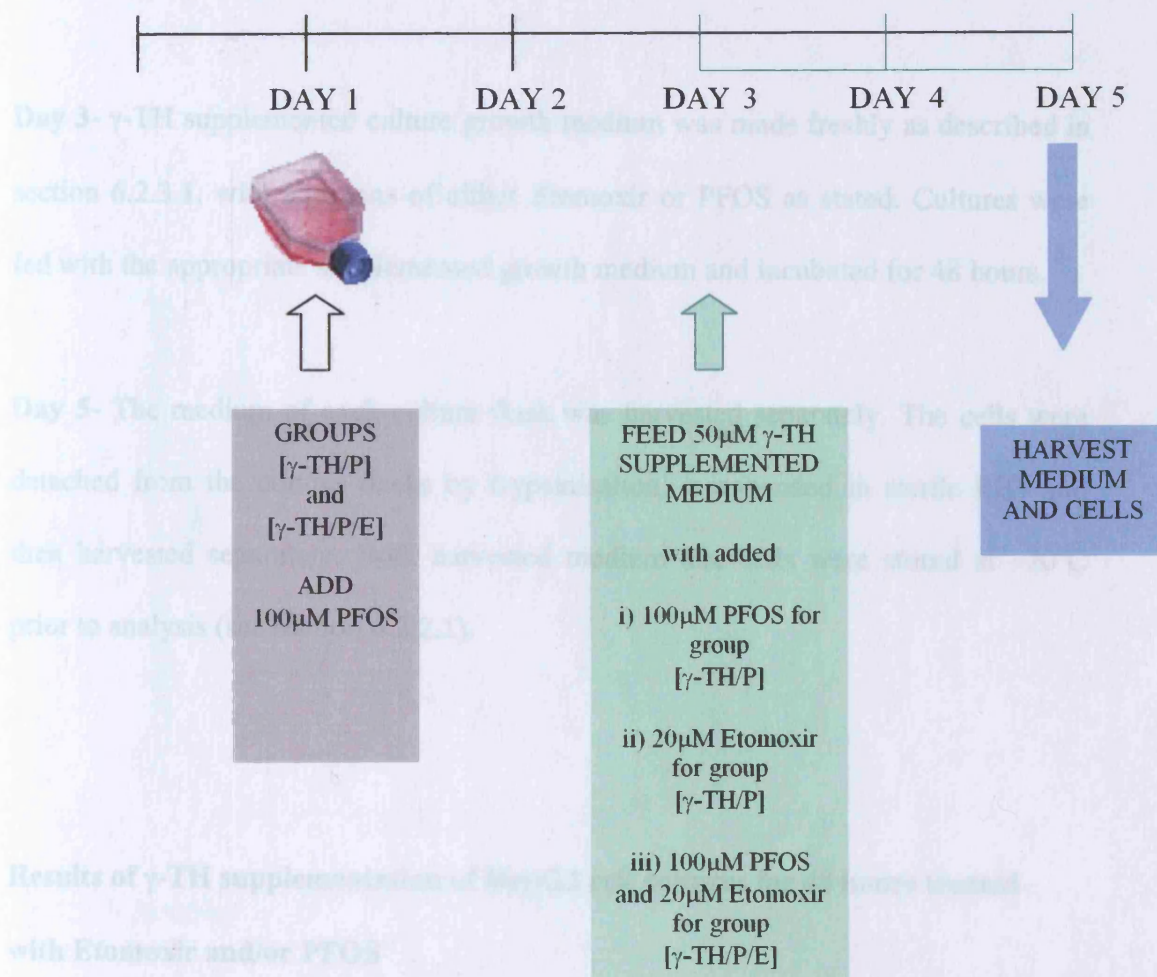 DAY 1 DAY 2 DAY 3 DAY 4 DAY 5
Day 3- γ-TH supplemented culture growth medium was made freshly as described in
section 6.2.3.1, of either Etomoxir or PFOS as stated. Cultures were
fed with the appropriate supplemented growth medium and incubated for 48 hours.
GROUPS
[γ-TH/P]
and
[γ-TH/P/E]
ADD
100µM PFOS
FEED 50µM γ-TH
SUPPLEMENTED
MEDIUM
with added
i) 100µM PFOS for
group
[γ-TH/P]
ii) 20µM Etomoxir
for group
[γ-TH/P]
iii) 100µM PFOS
and 20µM Etomoxir
for group
[γ-TH/P/E]
HARVEST
MEDIUM
AND CELLS
Day 5- The medium of was harvested separately. The cells were
detached from the by in sterile
then harvested harvested medium were stored at
prior to analysis
Results of γ-TH supplementation of
with Etomoxir and/or PFOS